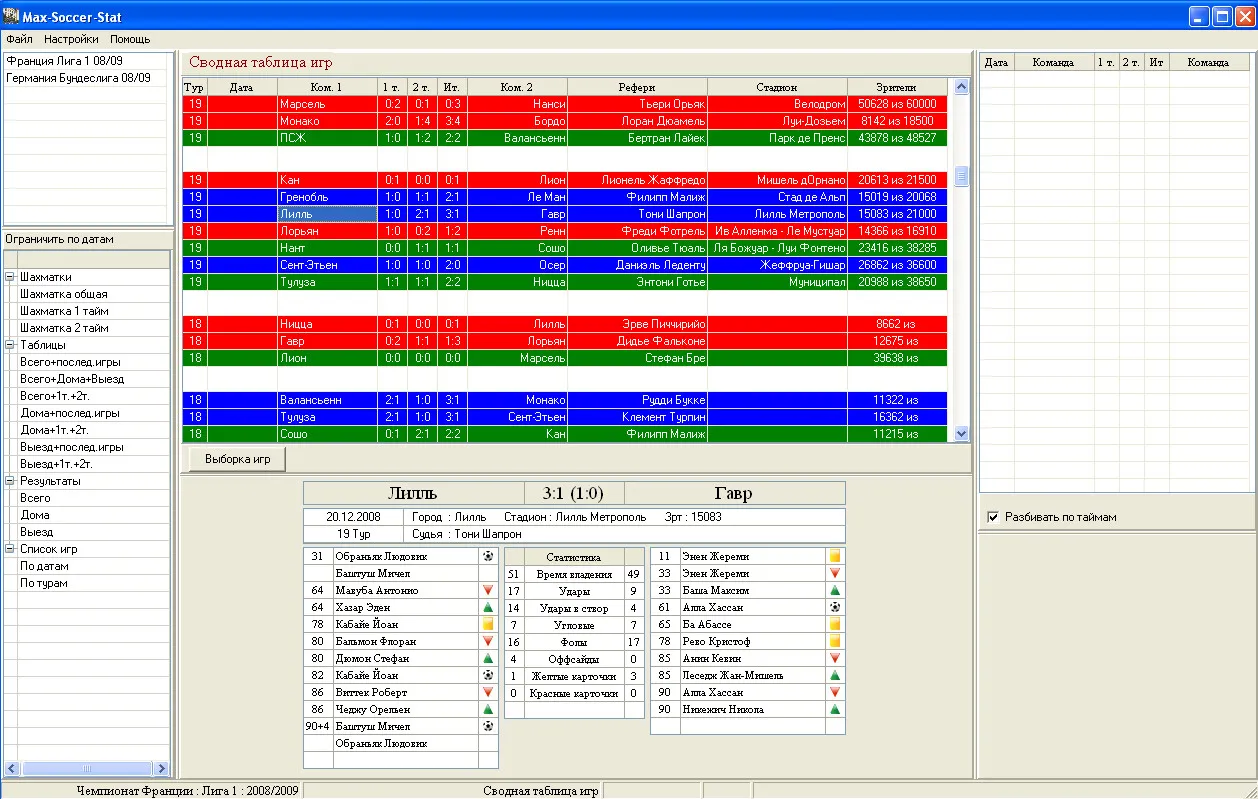 Max-Soccer-Stat
Файл Настройки Помощь
Франция Лига 1 08/09
Германия Бундеслига 08/09
Ограничить по датам
Шахматки
Шахматка общая
Шахматка 1 тайм
Шахматка 2 тайм
Таблицы
Всего+послед.игры
Всего+Дома+Выезд
Всего+1т.+2т.
Дома+послед.игры
Дома+1т.+2т.
Выезд+послед.игры
Выезд+1т.+2т.
Результаты
Всего
Дома
Выезд
Список игр
По датам
По турам
Сводная таблица игр
Тур Дата Ком. 1 1 т. 2 т. Ит. Ком. 2 Рефери Стадион Зрители
19 Марсель 0:2 0:1 0:3 Нанси Тьери Орьяк Велодром 50628 из 60000
19 Монако 2:0 1:4 3:4 Бордо Лоран Дюамель Луи-Дозьем 8142 из 18500
19 ПСЖ 1:0 1:2 2:2 Валансьенн Бертран Лайек Парк де Пренс 43878 из 48527
19 Кан 0:1 0:0 0:1 Лион Лионель Жаффредо Мишель дОрнано 20613 из 21500
19 Гренобль 1:0 1:1 2:1 Ле Ман Филипп Малиж Стад де Альп 15019 из 20068
19 Лилль 1:0 2:1 3:1 Гавр Тони Шапрон Лилль Метрополь 15083 из 21000
19 Лорьян 1:0 0:2 1:2 Ренн Фреди Фотрель Ив Алленма - Ле Мустуар 14366 из 16910
19 Нант 0:0 1:1 1:1 Сошо Оливье Тюаль Ля Божуар - Луи Фонтено 23416 из 38285
19 Сент-Этьен 1:0 1:0 2:0 Осер Даниэль Леденту Жеффруа-Гишар 26862 из 36600
19 Тулуза 1:1 1:1 2:2 Ницца Энтони Готье Муниципал 20988 из 38650
18 Ницца 0:1 0:0 0:1 Лилль Эрве Пиччирийо 8662 из
18 Гавр 0:2 1:1 1:3 Лорьян Дидье Фальконе 12675 из
18 Лион 0:0 0:0 0:0 Марсель Стефан Бре 39638 из
18 Валансьенн 2:1 1:0 3:1 Монако Рудди Букке 11322 из
18 Тулуза 2:1 1:0 3:1 Сент-Этьен Клемент Турпин 16362 из
18 Сошо 0:1 2:1 2:2 Кан Филипп Малиж 11215 из
Выборка игр
Лилль 3:1 (1:0) Гавр
20.12.2008 Город : Лилль Стадион : Лилль Метрополь Зрт : 15083
19 Тур Судья : Тони Шапрон
31 Обраньяк Людовик
Баштуш Мичел
64 Мавуба Антонио
64 Хазар Эден
78 Кабайе Йоан
80 Бальмон Флоран
80 Дюмон Стефан
82 Кабайе Йоан
86 Виттек Роберт
86 Чеджу Орельен
90+4 Баштуш Мичел
Обраньяк Людовик
Статистика
51 Время владения 49
17 Удары 9
14 Удары в створ 4
7 Угловые 7
16 Фолы 17
4 Оффсайды 0
1 Желтые карточки 3
0 Красные карточки 0
11 Энен Жереми
33 Энен Жереми
33 Баша Максим
61 Алла Хассан
65 Ба Абассе
78 Рево Кристоф
85 Анин Кевин
85 Леседж Жан-Мишель
90 Алла Хассан
90 Никежич Никола
Дата Команда 1 т. 2 т. Ит Команда
Разбивать по таймам
Чемпионат Франции : Лига 1 : 2008/2009 Сводная таблица игр